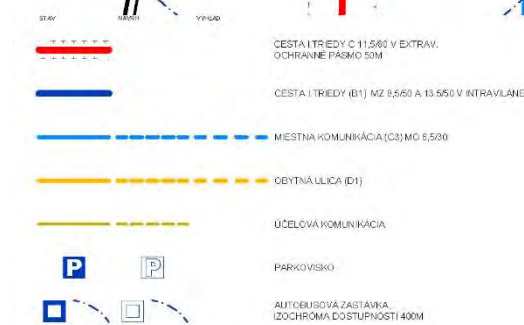 STAV NÁVRH VÝHĽAD
CESTA I.TRIEDY C 11,5/80 V EXTRAV.
OCHRANNÉ PÁSMO 50M
CESTA I.TRIEDY (B1) MZ 8,5/50 A 13,5/50 V INTRAVILÁNE
MIESTNA KOMUNIKÁCIA (C3) MO 6,5/30
OBYTNÁ ULICA (D1)
ÚČELOVÁ KOMUNIKÁCIA
P P PARKOVISKO
AUTOBUSOVÁ ZASTÁVKA
IZOCHRÓMA DOSTUPNOSTI 400M